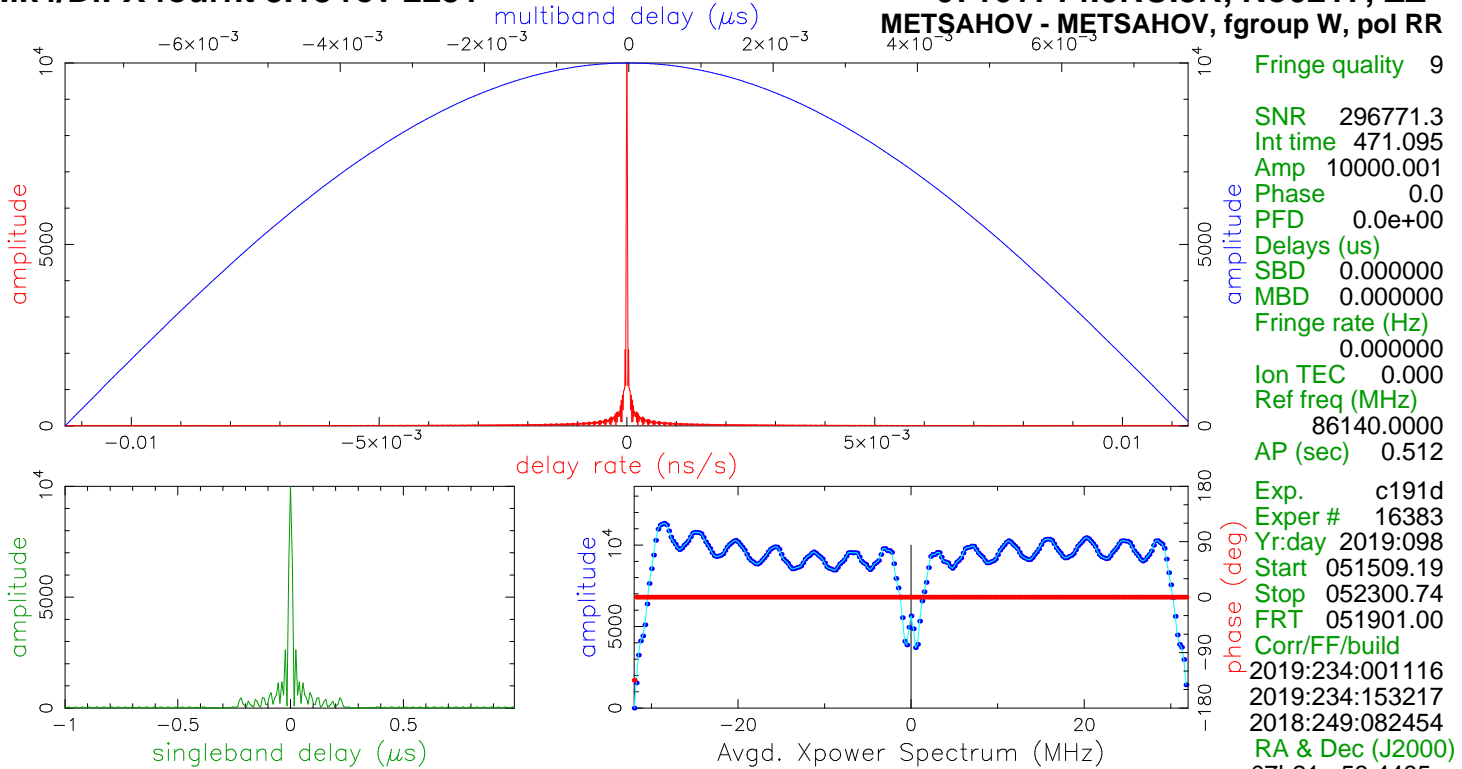 METSAHOV - METSAHOV, fgroup W, pol RR
multiband delay (μs)
−6×10⁻³ −4×10⁻³ −2×10⁻³ 0 2×10⁻³ 4×10⁻³ 6×10⁻³
amplitude
0 5000 10⁴
amplitude
0 5000 10⁴
−0.01 −5×10⁻³ 0 5×10⁻³ 0.01
delay rate (ns/s)
amplitude
0 5000 10⁴
−1 −0.5 0 0.5
singleband delay (μs)
amplitude
0 5000 10⁴
phase (deg)
−180 −90 0 90 180
−20 0 20
Avgd. Xpower Spectrum (MHz)
Fringe quality 9
SNR 296771.3
Int time 471.095
Amp 10000.001
Phase 0.0
PFD 0.0e+00
Delays (us)
SBD 0.000000
MBD 0.000000
Fringe rate (Hz)
0.000000
Ion TEC 0.000
Ref freq (MHz)
86140.0000
AP (sec) 0.512
Exp. c191d
Exper # 16383
Yr:day 2019:098
Start 051509.19
Stop 052300.74
FRT 051901.00
Corr/FF/build
2019:234:001116
2019:234:153217
2018:249:082454
RA & Dec (J2000)